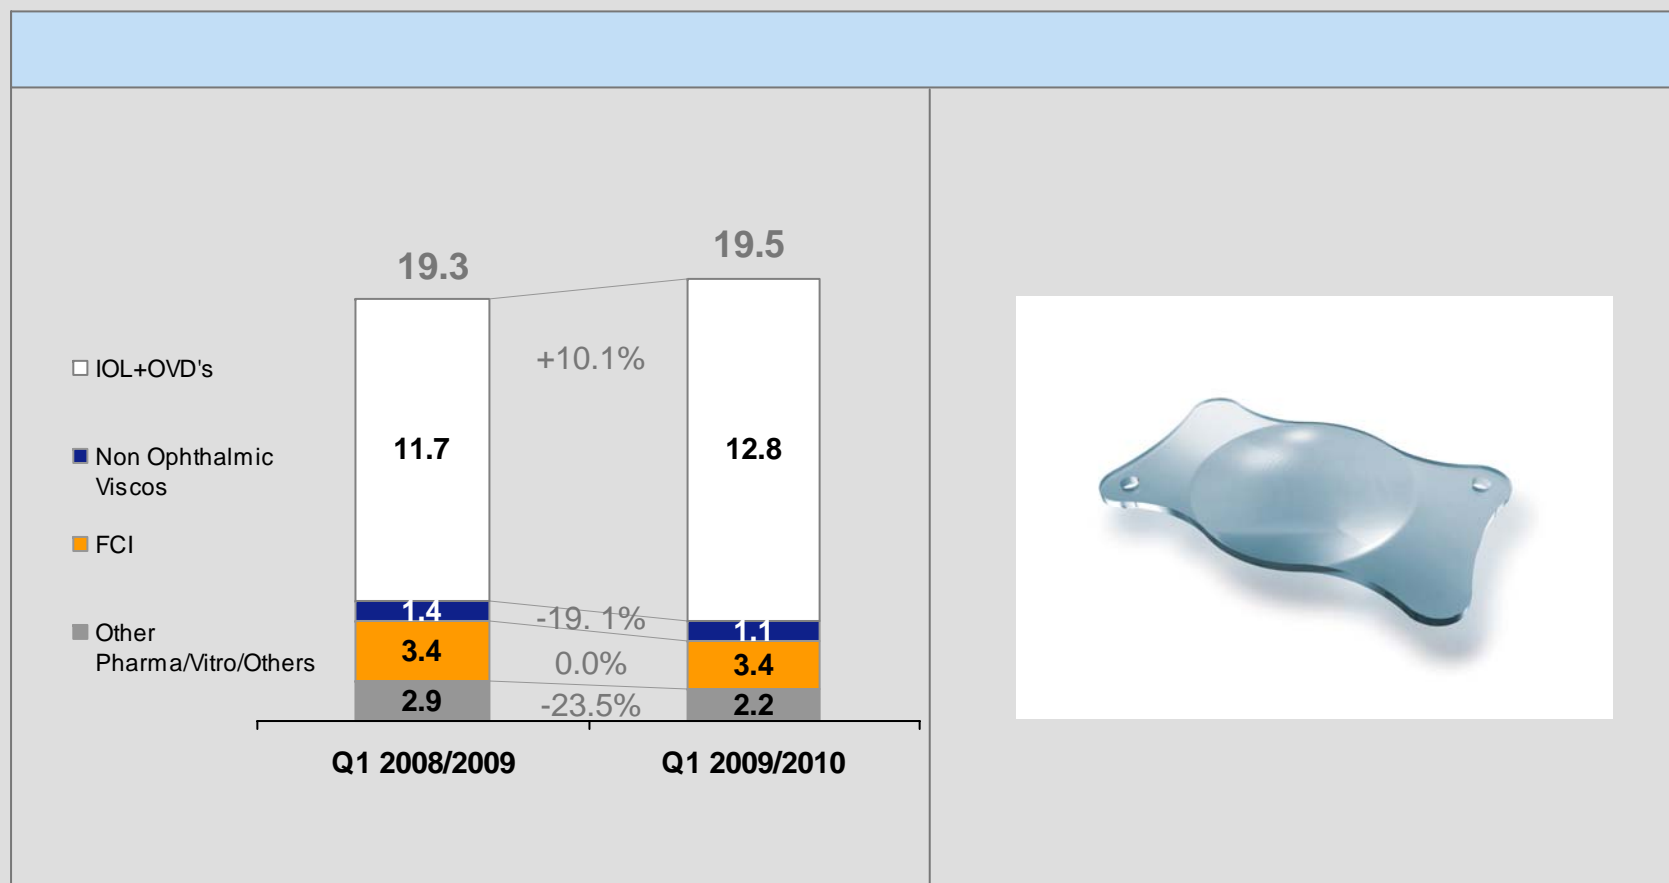 19.3
19.5
+10.1%
IOL+OVD's
11.7
12.8
Non Ophthalmic
Viscos
1.4
-19. 1%
1.1
FCI
3.4
0.0%
3.4
Other
Pharma/Vitro/Others
2.9
-23.5%
2.2
Q1 2008/2009
Q1 2009/2010